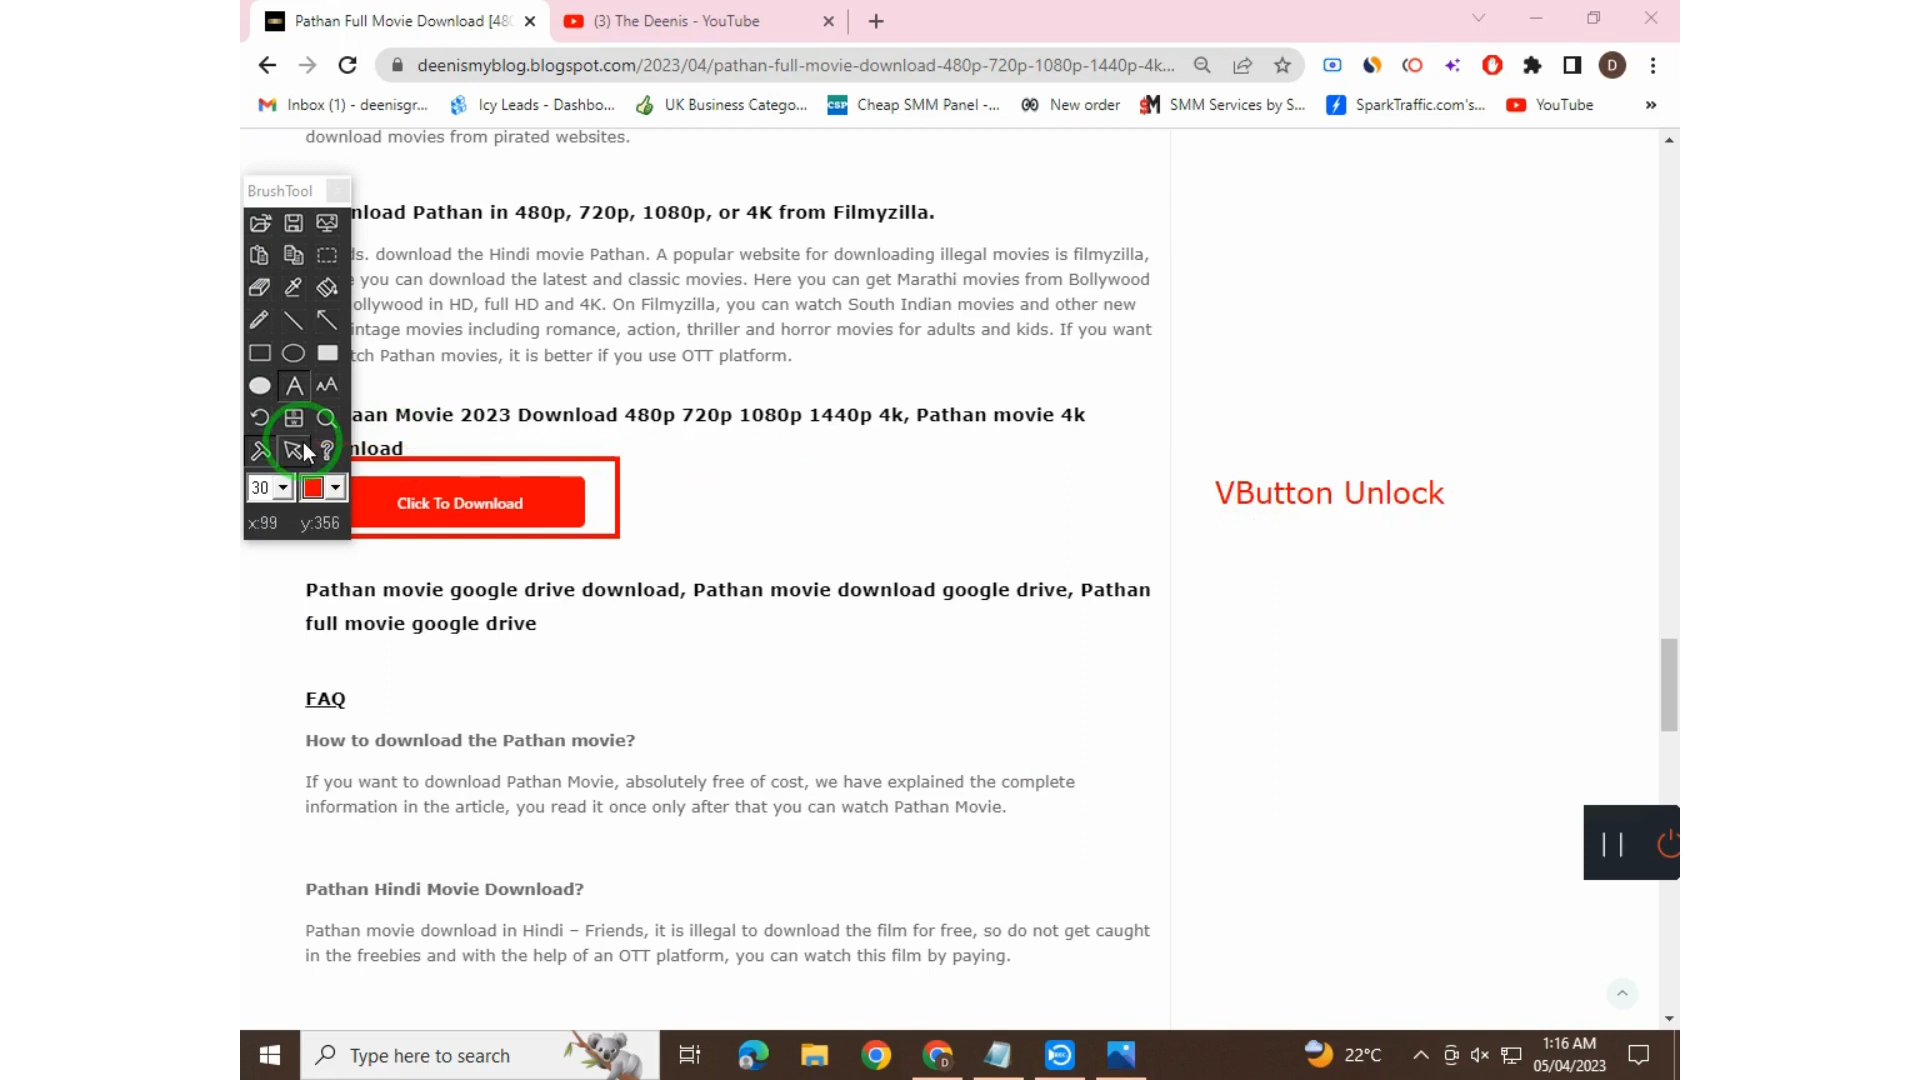 Pathan Full Movie Download [480
(3) The Deenis - YouTube
deenismyblog.blogspot.com/2023/04/pathan-full-movie-download-480p-720p-1080p-1440p-4k...
D
Inbox (1) - deenisgr...
Icy Leads - Dashbo...
UK Business Catego...
CSP
Cheap SMM Panel -...
New order
SMM Services by S...
SparkTraffic.com's...
YouTube
»
download movies from pirated websites.
BrushTool
nload Pathan in 480p, 720p, 1080p, or 4K from Filmyzilla.
ds. download the Hindi movie Pathan. A popular website for downloading illegal movies is filmyzilla,
e you can download the latest and classic movies. Here you can get Marathi movies from Bollywood
ollywood in HD, full HD and 4K. On Filmyzilla, you can watch South Indian movies and other new
intage movies including romance, action, thriller and horror movies for adults and kids. If you want
tch Pathan movies, it is better if you use OTT platform.
aan Movie 2023 Download 480p 720p 1080p 1440p 4k, Pathan movie 4k
nload
30
x:99 y:356
Click To Download
VButton Unlock
Pathan movie google drive download, Pathan movie download google drive, Pathan
full movie google drive
FAQ
How to download the Pathan movie?
If you want to download Pathan Movie, absolutely free of cost, we have explained the complete
information in the article, you read it once only after that you can watch Pathan Movie.
Pathan Hindi Movie Download?
Pathan movie download in Hindi – Friends, it is illegal to download the film for free, so do not get caught
in the freebies and with the help of an OTT platform, you can watch this film by paying.
Type here to search
22°C
1:16 AM
05/04/2023